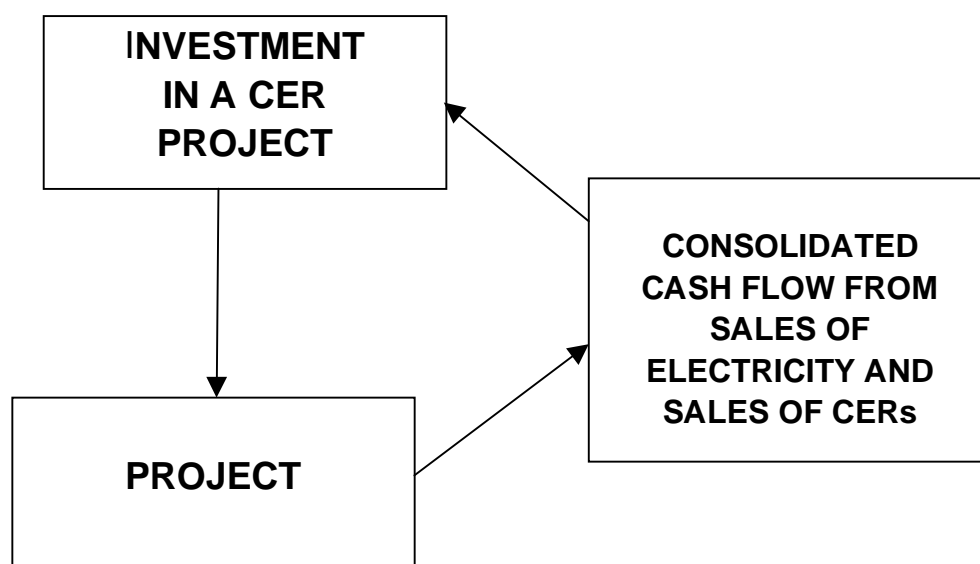 INVESTMENT
IN A CER
PROJECT
CONSOLIDATED
CASH FLOW FROM
SALES OF
ELECTRICITY AND
SALES OF CERs
PROJECT